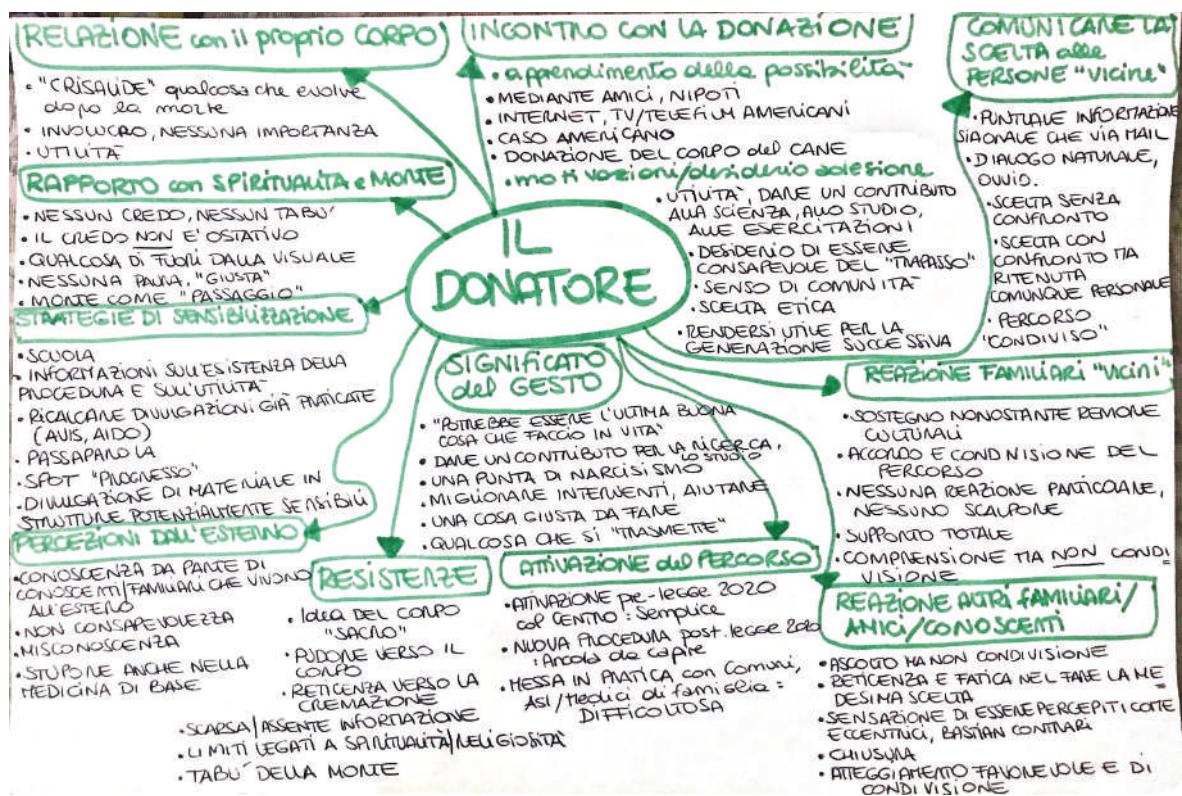 RELAZIONE con il proprio CORPO
• "CRISALIDE" qualcosa che evolve
dopo la morte
• INVOLUCRO, NESSUNA IMPORTANZA
• UTILITÀ
RAPPORTO con SPIRITUALITÀ e MORTE
• NESSUN CREDO, NESSUN TABU'
• IL CREDO NON E' OSTATIVO
• QUALCOSA DI FUORI DALLA VISUALE
• NESSUNA PAURA, "GIUSTA"
• MORTE COME "PASSAGGIO"
STRATEGIE DI SENSIBILIZZAZIONE
• SCUOLA
• INFORMAZIONI SULL'ESISTENZA DELLA
PROCEDURA E SULL'UTILITÀ
• RICALCARE DIVULGAZIONI GIÀ PRATICATE
(AVIS, AIDO)
• PASSAPAROLA
• SPOT "PROGRESSO"
• DIVULGAZIONE DI MATERIALE IN
STRUTTURE POTENZIALMENTE SENSIBILI
PERCEZIONI DALL'ESTERNO
• CONOSCENZA DA PARTE DI
CONOSCENTI/FAMILIARI CHE VIVONO
ALL'ESTERO
• NON CONSAPEVOLEZZA
• MISCONOSCENZA
• STUPORE ANCHE NELLA
MEDICINA DI BASE
INCONTRO CON LA DONAZIONE
• apprendimento della possibilità
• MEDIANTE AMICI, NIPOTI
• INTERNET, TV/TELEFILM AMERICANI
• CASO AMERICANO
• DONAZIONE DEL CORPO del CANE
• motivazioni/desiderio adesione
• UTILITÀ, DARE UN CONTRIBUTO
ALLA SCIENZA, ALLO STUDIO,
ALLE ESERCITAZIONI
• DESIDERIO DI ESSERE
CONSAPEVOLE DEL "TRAPASSO"
• SENSO DI COMUNITÀ
• SCELTA ETICA
• RENDERSI UTILE PER LA
GENERAZIONE SUCCESSIVA
IL
DONATORE
SIGNIFICATO
del GESTO
• "POTREBBE ESSERE L'ULTIMA BUONA
COSA CHE FACCIO IN VITA"
• DARE UN CONTRIBUTO PER LA RICERCA,
LO STUDIO
• UNA PUNTA DI NARCISISMO
• MIGLIORARE INTERVENTI, AIUTARE
• UNA COSA GIUSTA DA FARE
• QUALCOSA CHE SI "TRASMETTE"
RESISTENZE
• Idea DEL CORPO
"SACRO"
• PUDORE VERSO IL
CORPO
• RETICENZA VERSO LA
CREMAZIONE
• SCARSA/ASSENTE INFORMAZIONE
• LIMITI LEGATI A SPIRITUALITÀ/RELIGIOSITÀ
• TABU' DELLA MORTE
ATTIVAZIONE del PERCORSO
• ATTIVAZIONE pre-legge 2020
col CENTRO: Semplice
• NUOVA PROCEDURA post. legge 2020
: Ancora da capire
• MESSA IN PRATICA con Comuni,
Asl/Medici di famiglia:
DIFFICOLTOSA
COMUNICARE LA
SCELTA alle
PERSONE "Vicine"
• PUNTUALE INFORMAZIONE
SIA ORALE CHE VIA MAIL
• DIALOGO NATURALE,
OVVIO.
• SCELTA SENZA
CONFRONTO
• SCELTA CON
CONFRONTO MA
RITENUTA
COMUNQUE PERSONALE
• PERCORSO
"CONDIVISO"
REAZIONE FAMILIARI "vicini"
• SOSTEGNO NONOSTANTE REMORE
CULTURALI
• ACCORDO E CONDIVISIONE DEL
PERCORSO
• NESSUNA REAZIONE PARTICOLARE,
NESSUNO SCALPORE
• SUPPORTO TOTALE
• COMPRENSIONE MA NON CONDI
VISIONE
REAZIONE ALTRI FAMILIARI/
AMICI/CONOSCENTI
• ASCOLTO MA NON CONDIVISIONE
• RETICENZA E FATICA NEL FARE LA ME
DESIMA SCELTA
• SENSAZIONE DI ESSERE PERCEPITI COME
ECCENTRICI, BASTIAN CONTRARI
• CHIUSURA
• ATTEGGIAMENTO FAVOREVOLE E DI
CONDIVISIONE